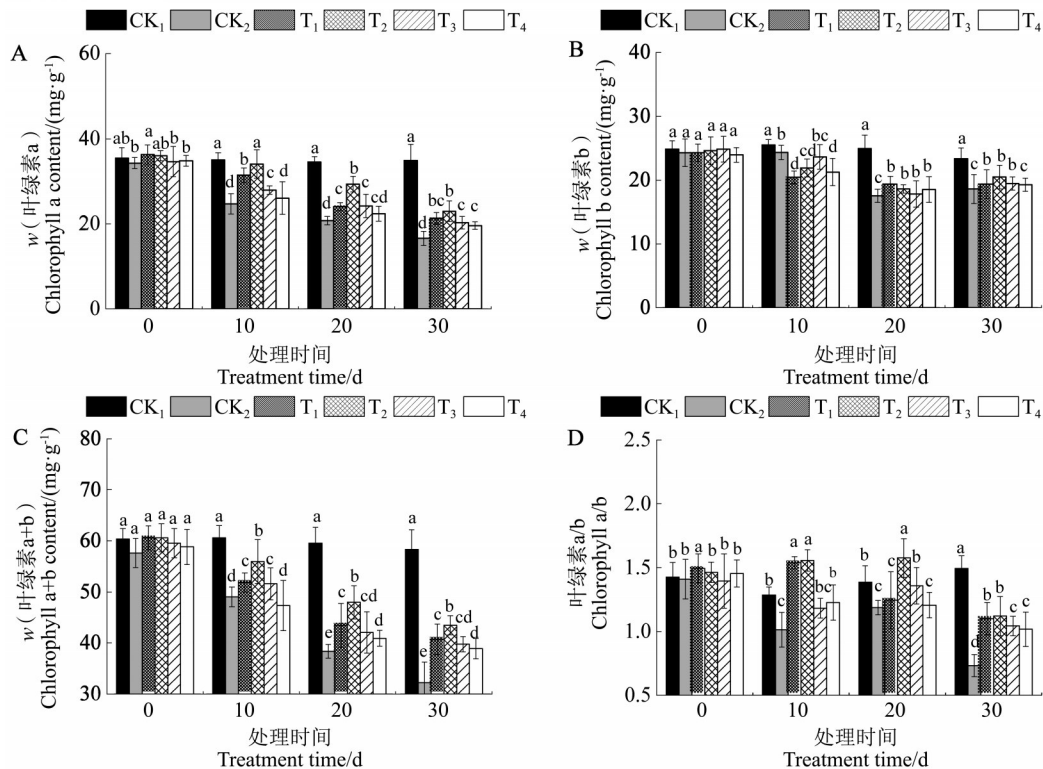 CK₁ CK₂ T₁ T₂ T₃ T₄
A
w（叶绿素a）
Chlorophyll a content/(mg·g⁻¹)
60
40
20
0
ab b a a b b
a d b a c d
a d c b c cd
a d bc b c c
0 10 20 30
处理时间
Treatment time/d
CK₁ CK₂ T₁ T₂ T₃ T₄
B
w（叶绿素b）
Chlorophyll b content/(mg·g⁻¹)
40
30
20
10
0
a a a a a a
a b d cd bc c
a c b b c b
a c b b b c
0 10 20 30
处理时间
Treatment time/d
CK₁ CK₂ T₁ T₂ T₃ T₄
C
w（叶绿素a+b）
Chlorophyll a+b content/(mg·g⁻¹)
80
70
60
50
40
30
a a a a a a
a d c b c d
a e c b c d
a e c b cd d
0 10 20 30
处理时间
Treatment time/d
CK₁ CK₂ T₁ T₂ T₃ T₄
D
叶绿素a/b
Chlorophyll a/b
2.5
2.0
1.5
1.0
0.5
b b a b b b
b c a a bc b
b c c a b c
a d b b c c
0 10 20 30
处理时间
Treatment time/d